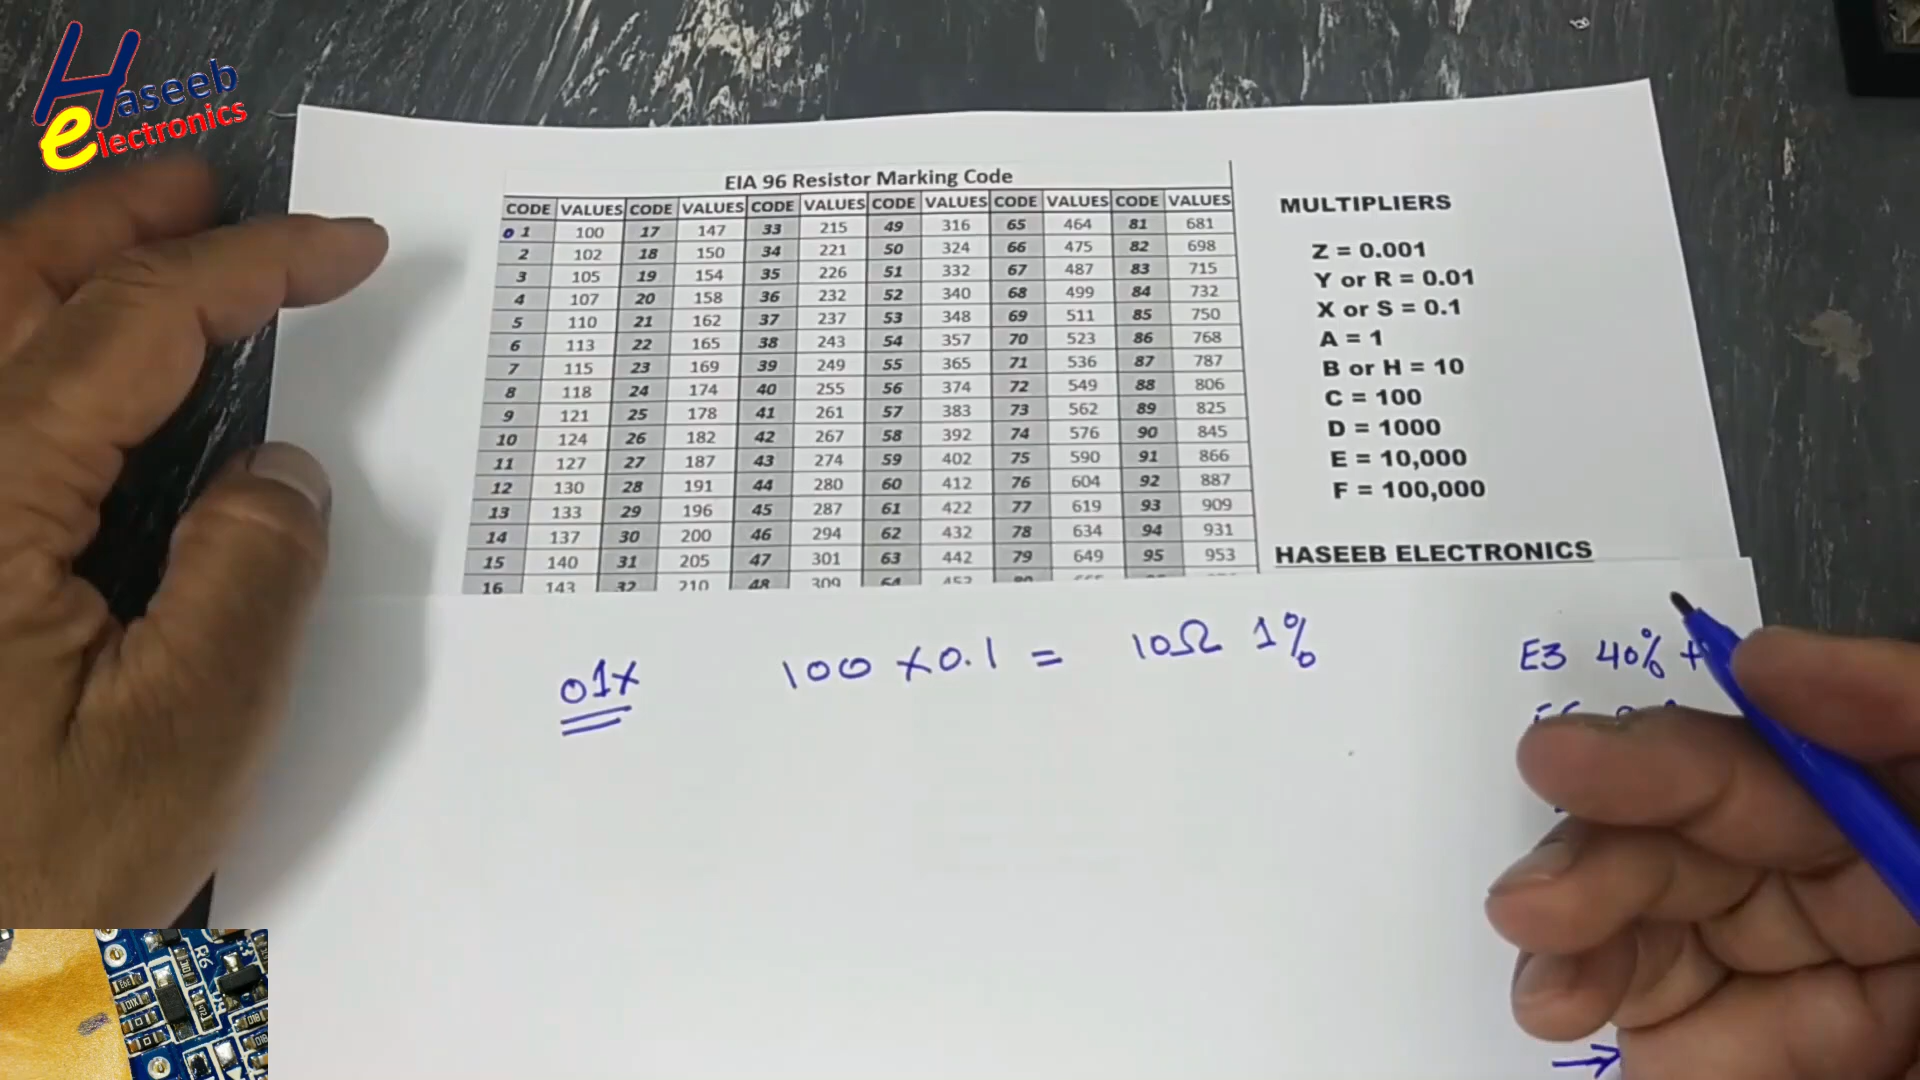 Haseeb
electronics
EIA 96 Resistor Marking Code
CODE VALUES CODE VALUES CODE VALUES CODE VALUES CODE VALUES CODE VALUES
01 100 17 147 33 215 49 316 65 464 81 681
2 102 18 150 34 221 50 324 66 475 82 698
3 105 19 154 35 226 51 332 67 487 83 715
4 107 20 158 36 232 52 340 68 499 84 732
5 110 21 162 37 237 53 348 69 511 85 750
6 113 22 165 38 243 54 357 70 523 86 768
7 115 23 169 39 249 55 365 71 536 87 787
8 118 24 174 40 255 56 374 72 549 88 806
9 121 25 178 41 261 57 383 73 562 89 825
10 124 26 182 42 267 58 392 74 576 90 845
11 127 27 187 43 274 59 402 75 590 91 866
12 130 28 191 44 280 60 412 76 604 92 887
13 133 29 196 45 287 61 422 77 619 93 909
14 137 30 200 46 294 62 432 78 634 94 931
15 140 31 205 47 301 63 442 79 649 95 953
16 143 32 210 48 309 64 453
MULTIPLIERS
Z = 0.001
Y or R = 0.01
X or S = 0.1
A = 1
B or H = 10
C = 100
D = 1000
E = 10,000
F = 100,000
HASEEB ELECTRONICS
01X 100 X 0.1 = 10Ω 1%
E3 40% +
R6
01X